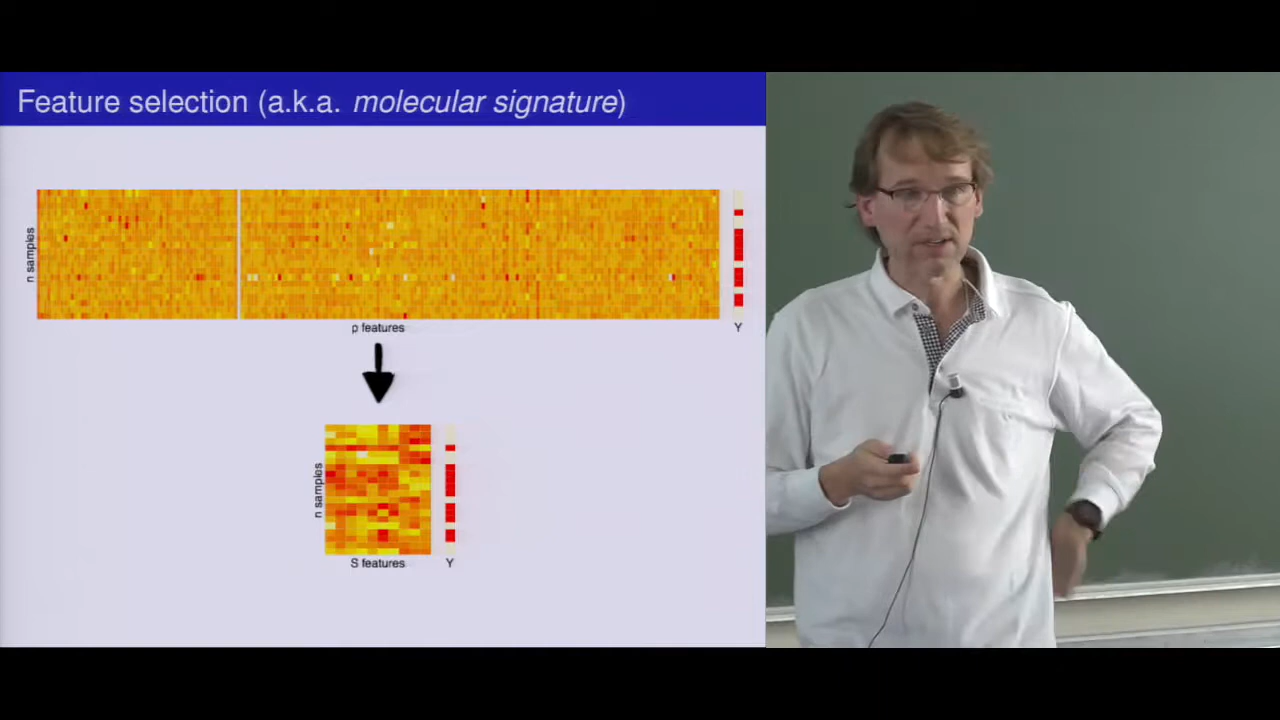 Feature selection (a.k.a. molecular signature)
n samples
p features
Y
n samples
S features
Y